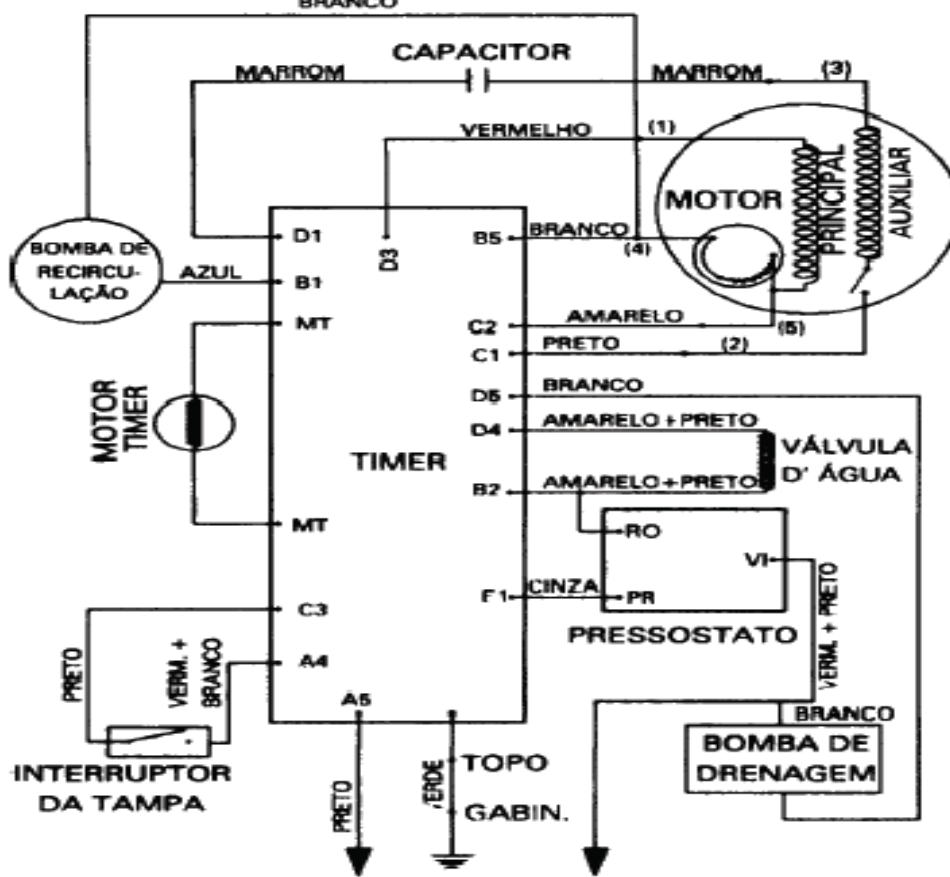 BRANCO
CAPACITOR
MARROM
MARROM
(3)
VERMELHO
(1)
MOTOR
PRINCIPAL
AUXILIAR
BOMBA DE
RECIRCU-
LAÇÃO
AZUL
D1
D3
B5
BRANCO
(4)
B1
MT
C2
AMARELO
(5)
C1
PRETO
(2)
D5
BRANCO
MOTOR
TIMER
TIMER
D4
AMARELO + PRETO
VÁLVULA
D' ÁGUA
B2
AMARELO + PRETO
MT
RO
VI
F1
CINZA
PR
PRESSOSTATO
VERM. + PRETO
C3
PRETO
VERM. +
BRANCO
A4
A5
INTERRUPTOR
DA TAMPA
PRETO
VERDE
TOPO
GABIN.
BRANCO
BOMBA DE
DRENAGEM